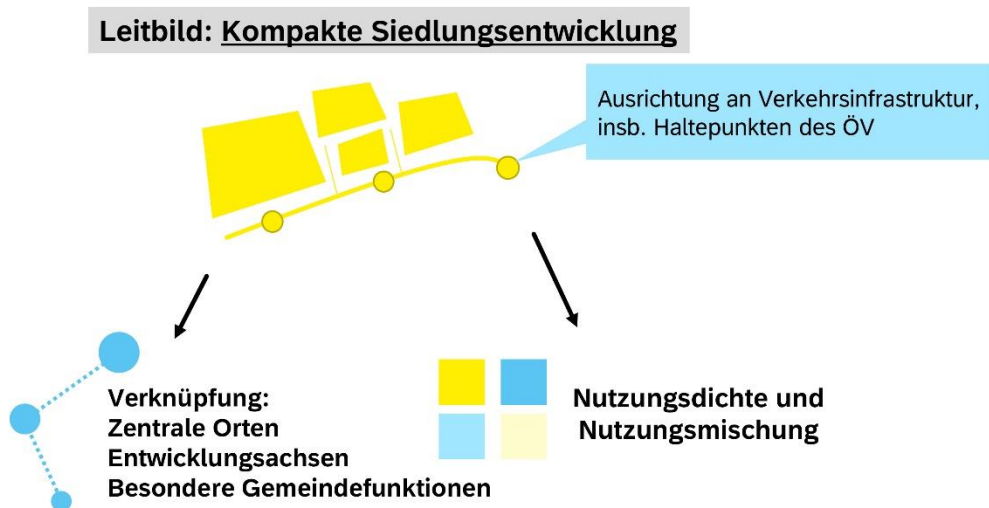 Leitbild: Kompakte Siedlungsentwicklung
Ausrichtung an Verkehrsinfrastruktur,
insb. Haltepunkten des ÖV
Verknüpfung:
Zentrale Orten
Entwicklungsachsen
Besondere Gemeindefunktionen
Nutzungsdichte und
Nutzungsmischung